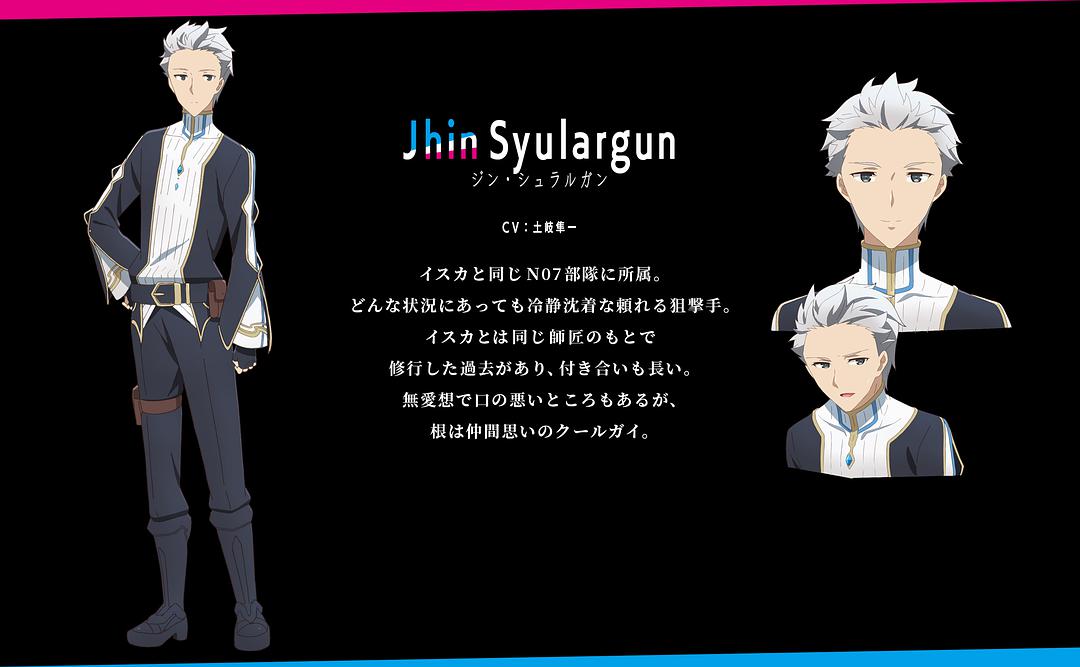 Jhin Syulargun
ジン・シュラルガン
CV：土岐隼一
イスカと同じN07部隊に所属。
どんな状況にあっても冷静沈着な頼れる狙撃手。
イスカとは同じ師匠のもとで
修行した過去があり、付き合いも長い。
無愛想で口の悪いところもあるが、
根は仲間思いのクールガイ。